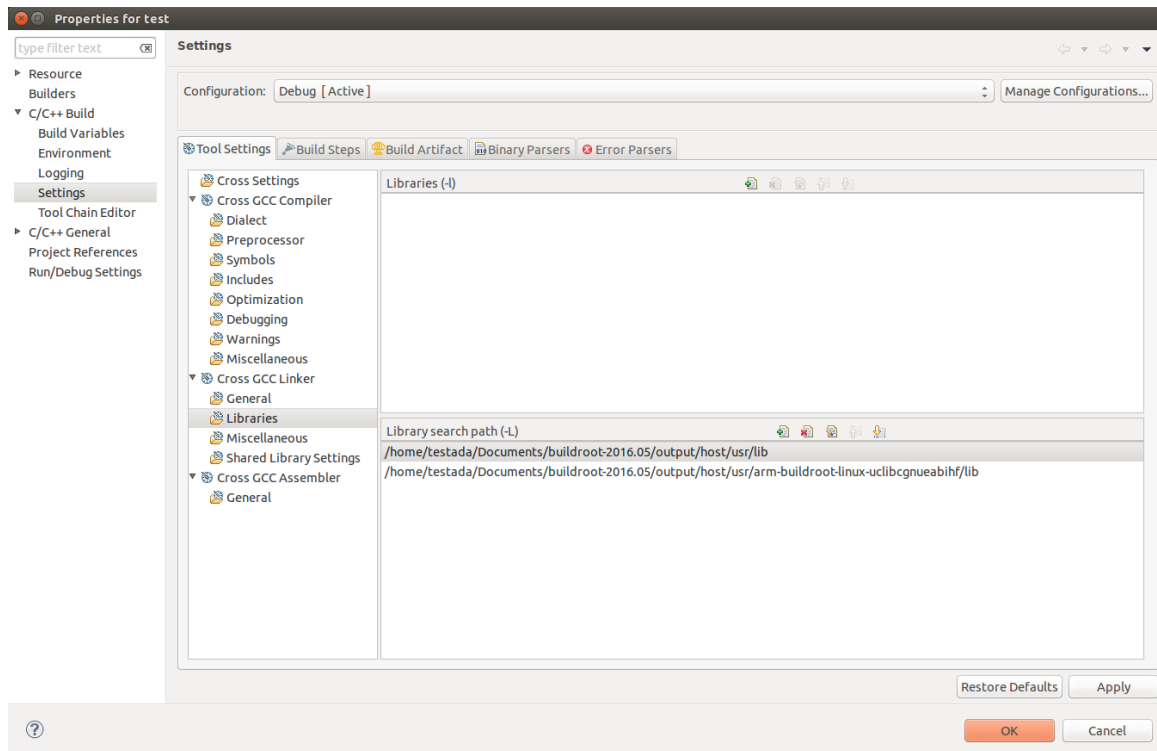 Properties for test
type filter text
Settings
Resource
Builders
C/C++ Build
Build Variables
Environment
Logging
Settings
Tool Chain Editor
C/C++ General
Project References
Run/Debug Settings
Configuration: Debug [ Active ]
Manage Configurations...
Tool Settings Build Steps Build Artifact Binary Parsers Error Parsers
Cross Settings
Cross GCC Compiler
Dialect
Preprocessor
Symbols
Includes
Optimization
Debugging
Warnings
Miscellaneous
Cross GCC Linker
General
Libraries
Miscellaneous
Shared Library Settings
Cross GCC Assembler
General
Libraries (-l)
Library search path (-L)
/home/testada/Documents/buildroot-2016.05/output/host/usr/lib
/home/testada/Documents/buildroot-2016.05/output/host/usr/arm-buildroot-linux-uclibcgnueabihf/lib
Restore Defaults Apply
OK Cancel